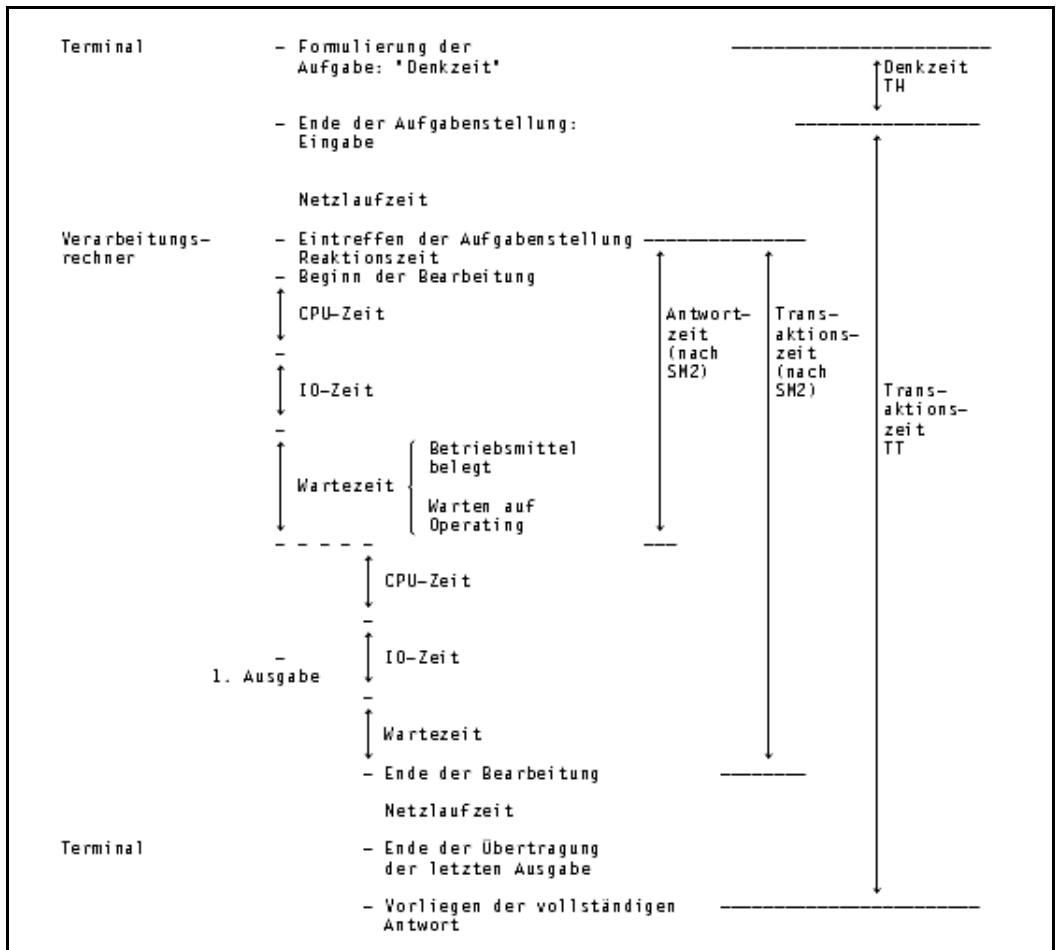 Terminal
- Formulierung der
Aufgabe: "Denkzeit"
Denkzeit
TH
- Ende der Aufgabenstellung:
Eingabe
Netzlaufzeit
Verarbeitungs-
rechner
- Eintreffen der Aufgabenstellung
Reaktionszeit
- Beginn der Bearbeitung
CPU-Zeit
IO-Zeit
Wartezeit
Betriebsmittel
belegt
Warten auf
Operating
Antwort-
zeit
(nach
SM2)
Trans-
aktions-
zeit
(nach
SM2)
Trans-
aktions-
zeit
TT
CPU-Zeit
IO-Zeit
1. Ausgabe
Wartezeit
- Ende der Bearbeitung
Netzlaufzeit
Terminal
- Ende der Übertragung
der letzten Ausgabe
- Vorliegen der vollständigen
Antwort